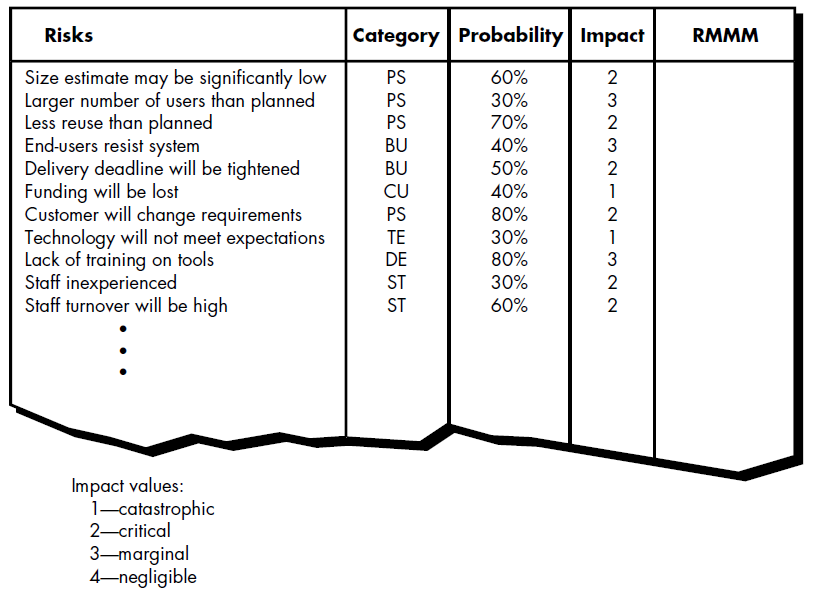 Risks Category Probability Impact RMMM
Size estimate may be significantly low PS 60% 2
Larger number of users than planned PS 30% 3
Less reuse than planned PS 70% 2
End-users resist system BU 40% 3
Delivery deadline will be tightened BU 50% 2
Funding will be lost CU 40% 1
Customer will change requirements PS 80% 2
Technology will not meet expectations TE 30% 1
Lack of training on tools DE 80% 3
Staff inexperienced ST 30% 2
Staff turnover will be high ST 60% 2
•
•
•
Impact values:
1—catastrophic
2—critical
3—marginal
4—negligible